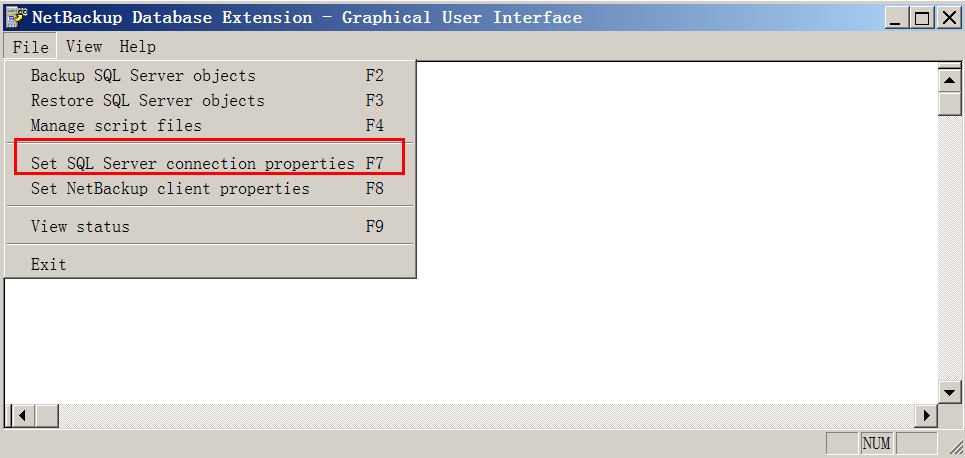 NetBackup Database Extension - Graphical User Interface
File View Help
Backup SQL Server objects F2
Restore SQL Server objects F3
Manage script files F4
Set SQL Server connection properties F7
Set NetBackup client properties F8
View status F9
Exit
NUM